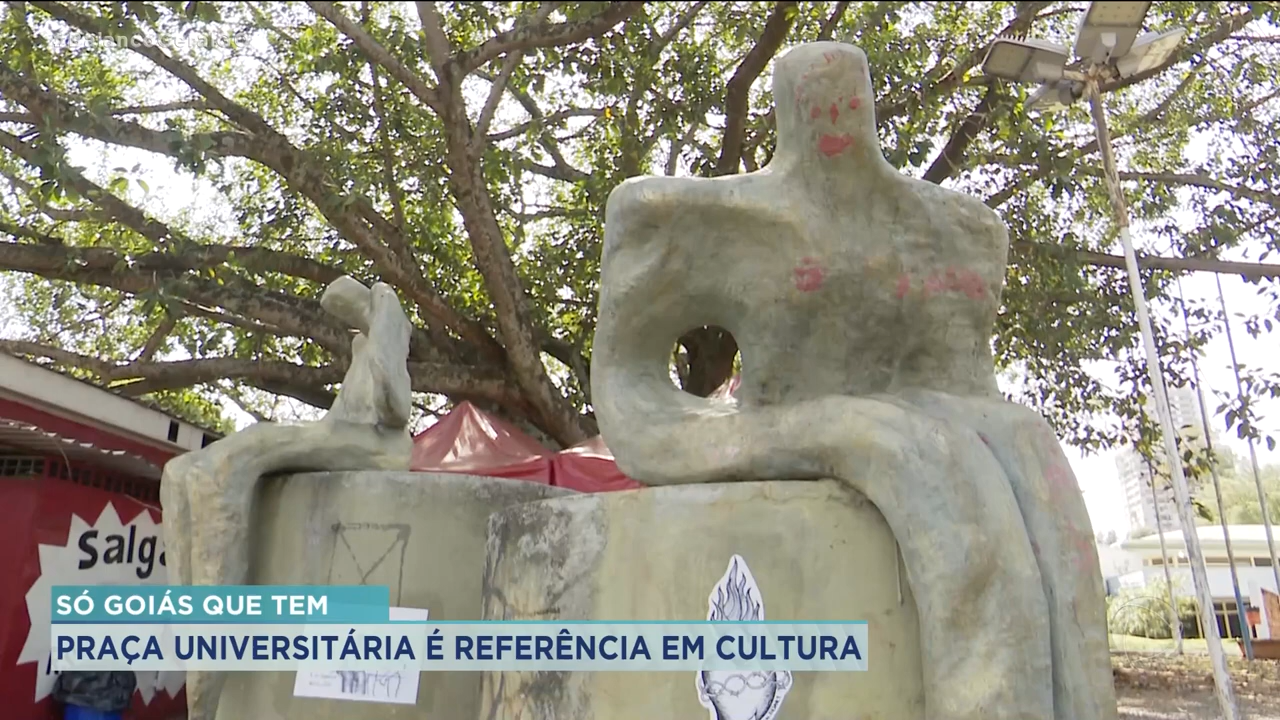 Salga
SÓ GOIÁS QUE TEM
PRAÇA UNIVERSITÁRIA É REFERÊNCIA EM CULTURA